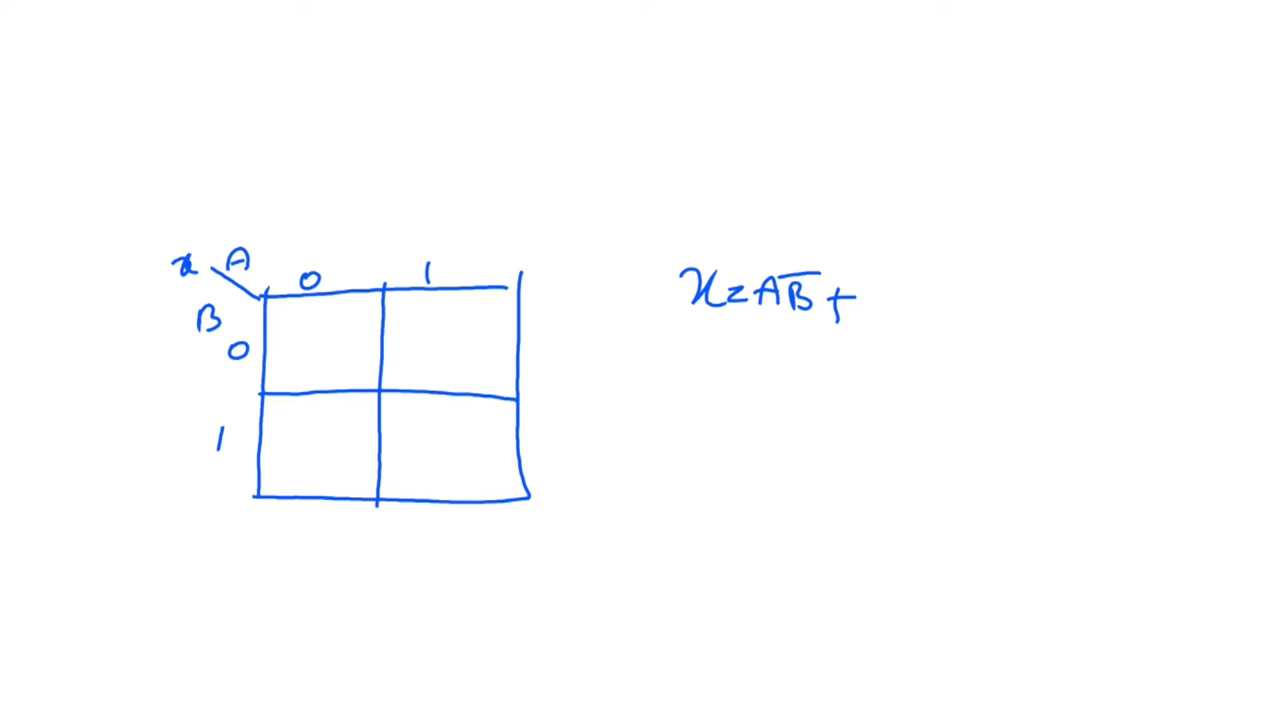 x A 0 1
B
0
1
x = AB̅ +